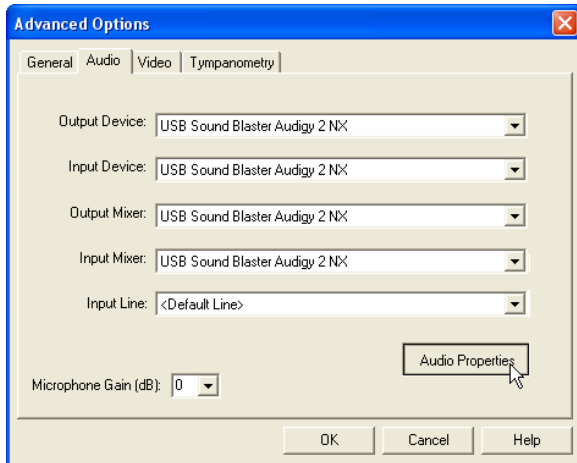 Advanced Options
General Audio Video Tympanometry
Output Device: USB Sound Blaster Audigy 2 NX
Input Device: USB Sound Blaster Audigy 2 NX
Output Mixer: USB Sound Blaster Audigy 2 NX
Input Mixer: USB Sound Blaster Audigy 2 NX
Input Line: <Default Line>
Audio Properties
Microphone Gain (dB): 0
OK Cancel Help